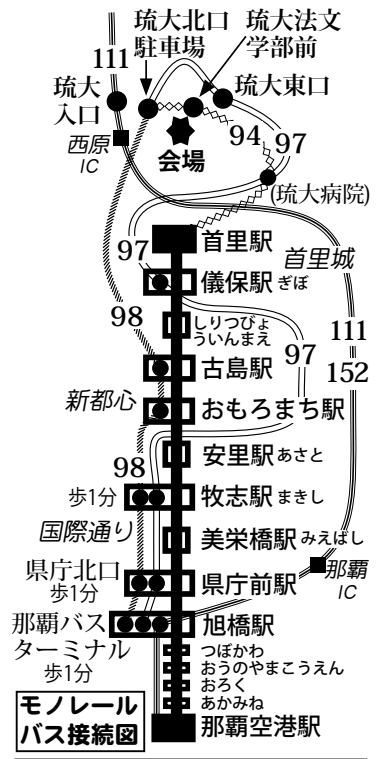 琉大北口
駐車場
琉大法文
学部前
111
琉大
入口
琉大東口
西原
IC
会場
94
97
(琉大病院)
首里駅
首里城
97
儀保駅 ぎぼ
98
しりつびょ
ういんまえ
111
古島駅
97
152
新都心
おもろまち駅
安里駅 あさと
98
歩1分
牧志駅 まきし
国際通り
美栄橋駅 みえばし
県庁北口
歩1分
県庁前駅
那覇
IC
那覇バス
ターミナル
歩1分
旭橋駅
つぼかわ
おうのやまこうえん
おろく
あかみね
モノレール
バス接続図
那覇空港駅